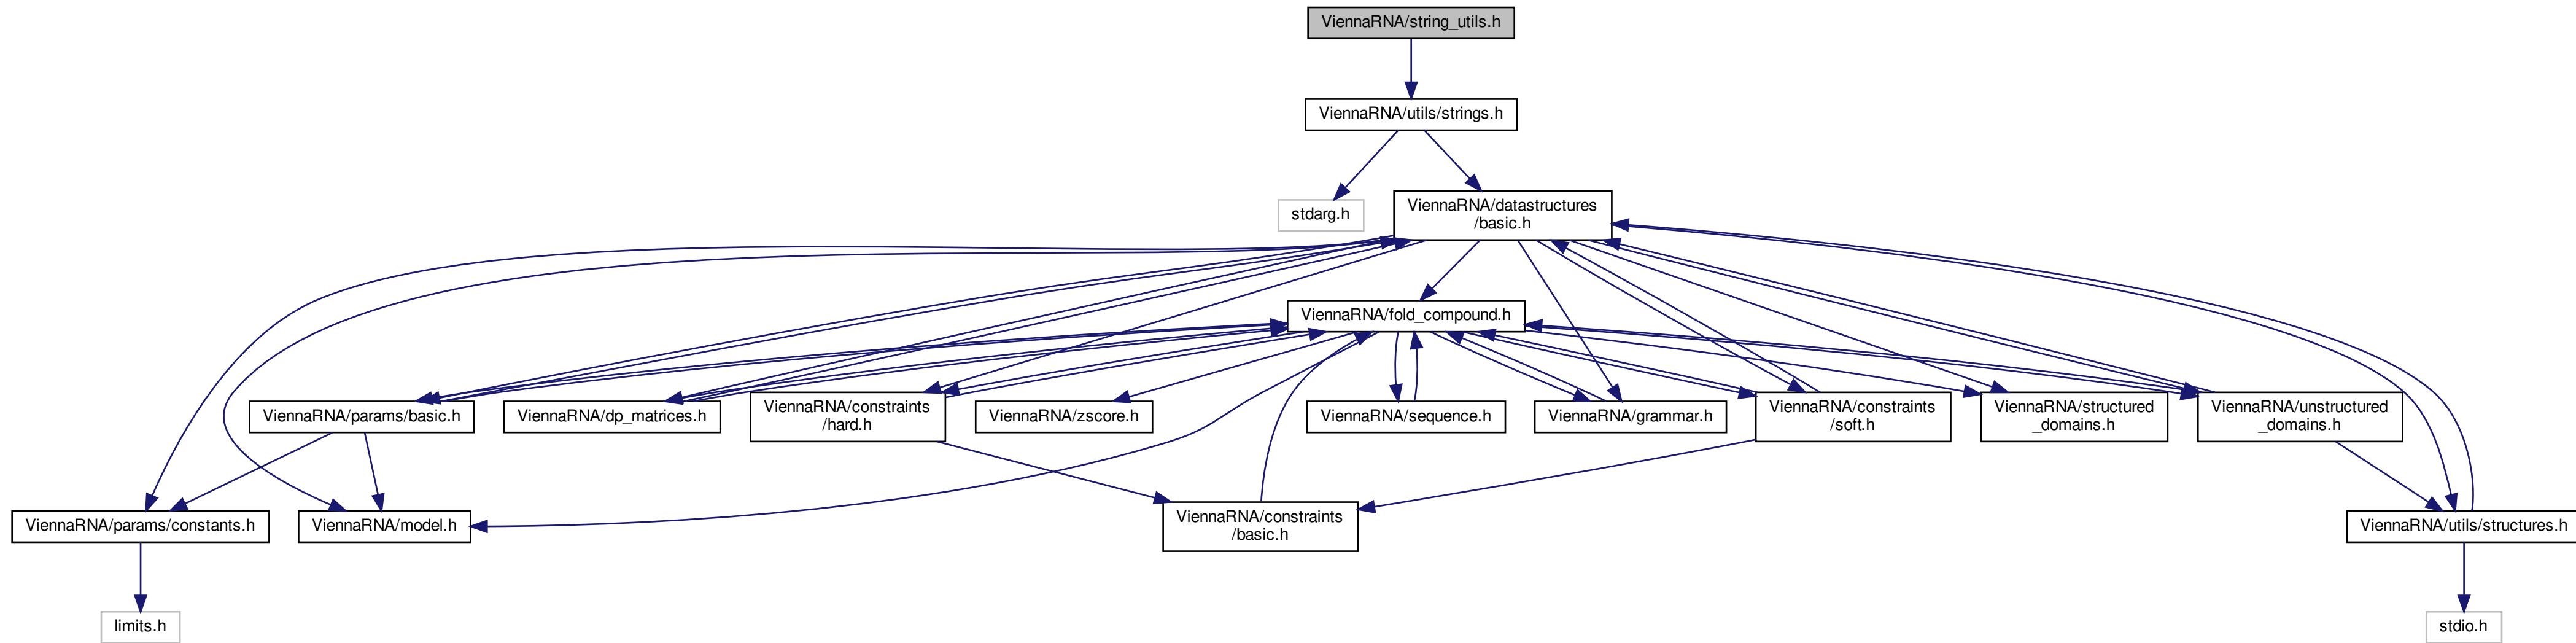 ViennaRNA/string_utils.h
ViennaRNA/utils/strings.h
stdarg.h
ViennaRNA/datastructures
/basic.h
ViennaRNA/fold_compound.h
ViennaRNA/params/basic.h
ViennaRNA/dp_matrices.h
ViennaRNA/constraints
/hard.h
ViennaRNA/zscore.h
ViennaRNA/sequence.h
ViennaRNA/grammar.h
ViennaRNA/constraints
/soft.h
ViennaRNA/structured
_domains.h
ViennaRNA/unstructured
_domains.h
ViennaRNA/params/constants.h
ViennaRNA/model.h
ViennaRNA/constraints
/basic.h
ViennaRNA/utils/structures.h
limits.h
stdio.h